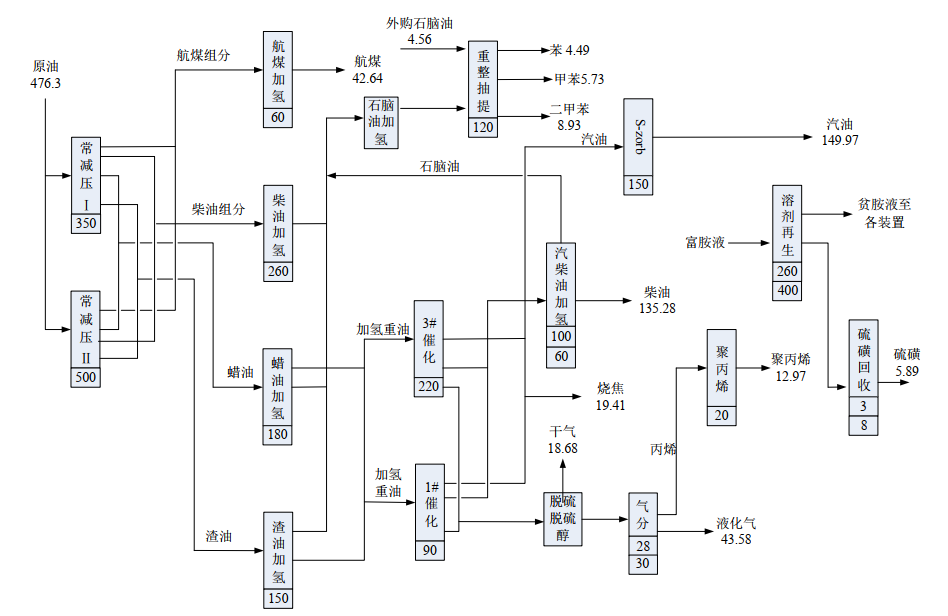 原油
476.3
常
减
压
I
350
常
减
压
II
500
航煤组分
航
煤
加
氢
60
航煤
42.64
柴油组分
柴
油
加
氢
260
蜡油
蜡
油
加
氢
180
渣油
渣
油
加
氢
150
外购石脑油
4.56
石脑
油加
氢
重
整
抽
提
120
苯 4.49
甲苯5.73
二甲苯
8.93
石脑油
汽油
S-zorb
150
汽油
149.97
加氢重油
3#
催
化
220
加氢
重油
1#
催
化
90
汽
柴
油
加
氢
100
60
柴油
135.28
烧焦
19.41
干气
18.68
脱硫
脱硫
醇
气
分
28
30
丙烯
聚
丙
烯
20
聚丙烯
12.97
液化气
43.58
富胺液
溶
剂
再
生
260
400
贫胺液至
各装置
硫
磺
回
收
3
8
硫磺
5.89